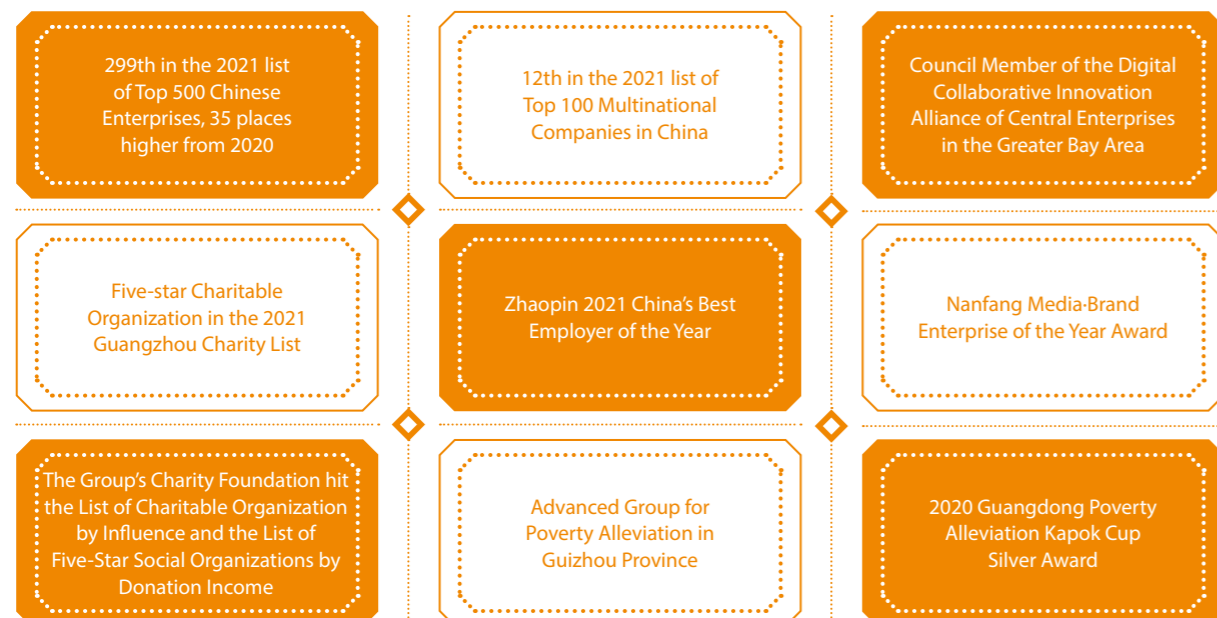 299th in the 2021 list
of Top 500 Chinese
Enterprises, 35 places
higher from 2020
12th in the 2021 list of
Top 100 Multinational
Companies in China
Council Member of the Digital
Collaborative Innovation
Alliance of Central Enterprises
in the Greater Bay Area
Five-star Charitable
Organization in the 2021
Guangzhou Charity List
Zhaopin 2021 China’s Best
Employer of the Year
Nanfang Media·Brand
Enterprise of the Year Award
The Group’s Charity Foundation hit
the List of Charitable Organization
by Influence and the List of
Five-Star Social Organizations by
Donation Income
Advanced Group for
Poverty Alleviation in
Guizhou Province
2020 Guangdong Poverty
Alleviation Kapok Cup
Silver Award